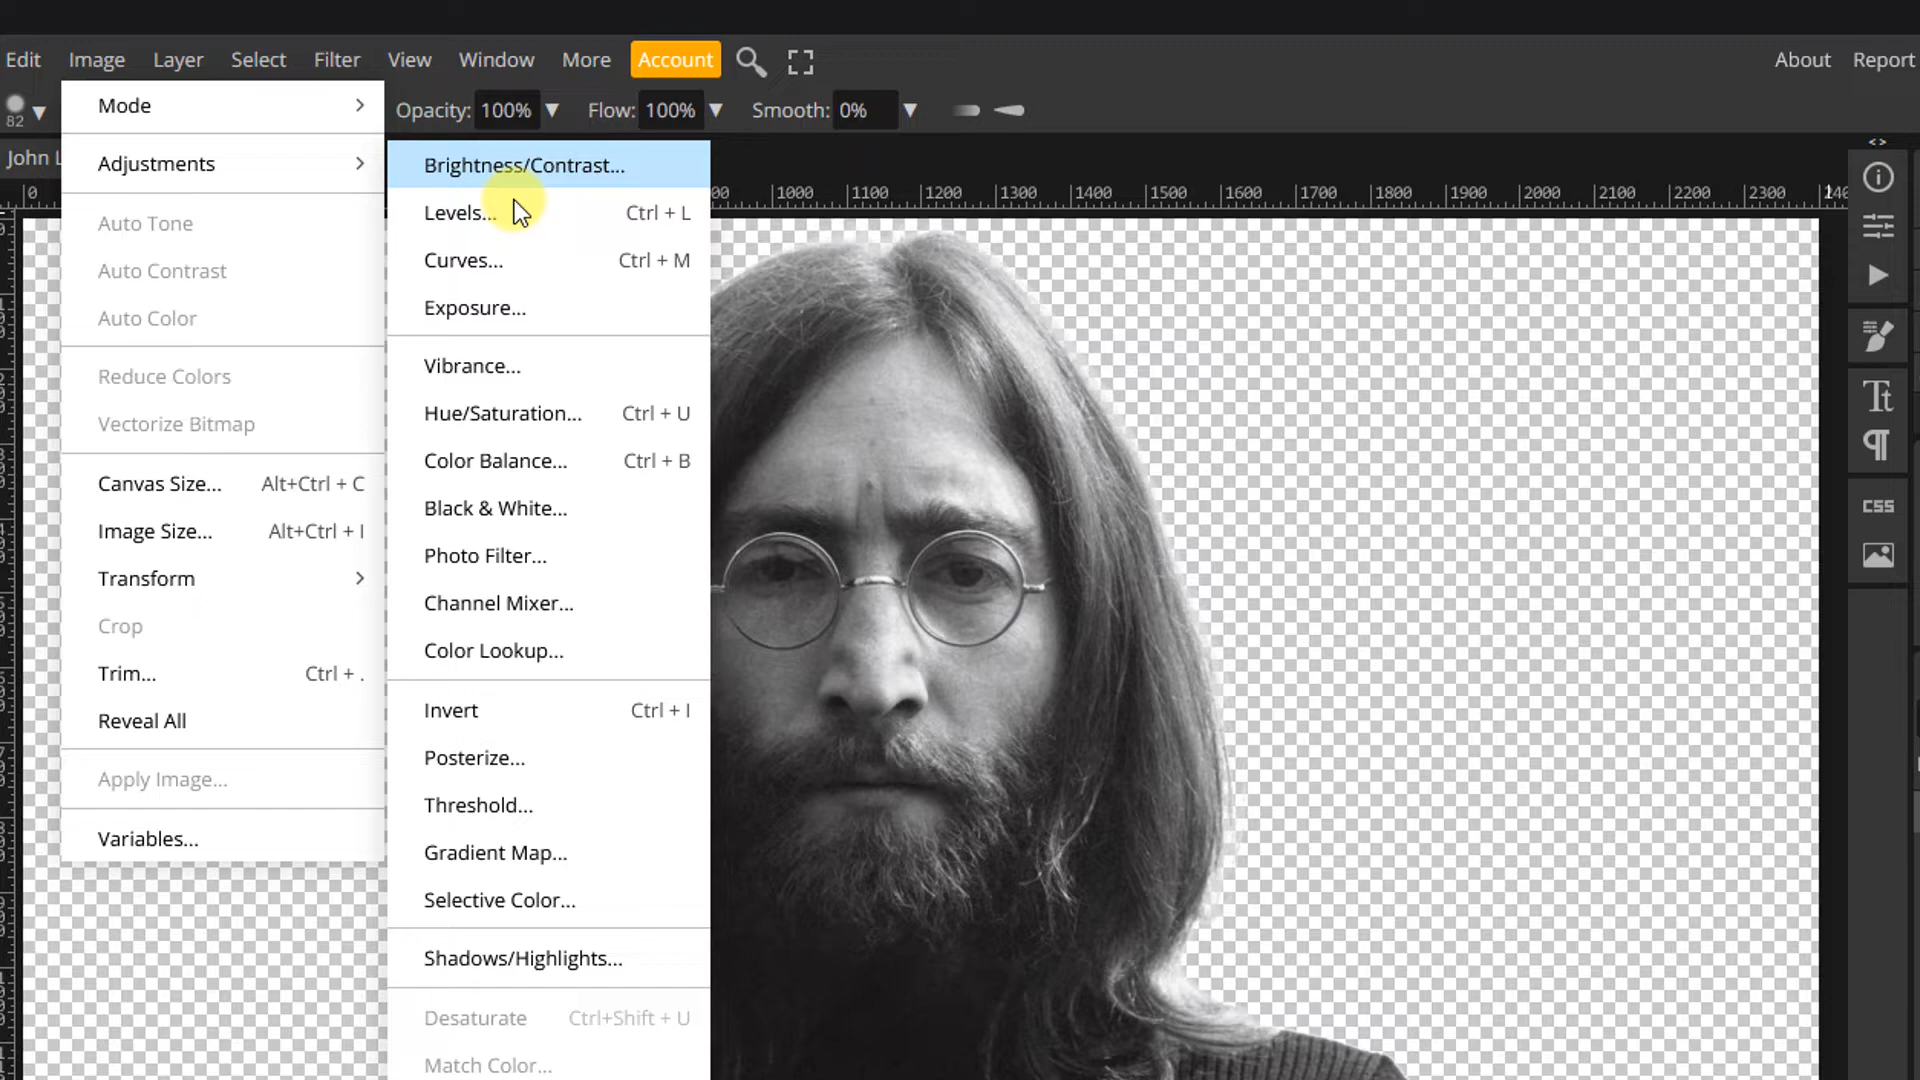 Edit Image Layer Select Filter View Window More Account About Report
82 Opacity: 100% Flow: 100% Smooth: 0%
John L
0 00 1000 1100 1200 1300 1400 1500 1600 1700 1800 1900 2000 2100 2200 2300
Mode
Adjustments
Auto Tone
Auto Contrast
Auto Color
Reduce Colors
Vectorize Bitmap
Canvas Size... Alt+Ctrl + C
Image Size... Alt+Ctrl + I
Transform
Crop
Trim... Ctrl + .
Reveal All
Apply Image...
Variables...
Brightness/Contrast...
Levels... Ctrl + L
Curves... Ctrl + M
Exposure...
Vibrance...
Hue/Saturation... Ctrl + U
Color Balance... Ctrl + B
Black & White...
Photo Filter...
Channel Mixer...
Color Lookup...
Invert Ctrl + I
Posterize...
Threshold...
Gradient Map...
Selective Color...
Shadows/Highlights...
Desaturate Ctrl+Shift + U
Match Color...
CSS